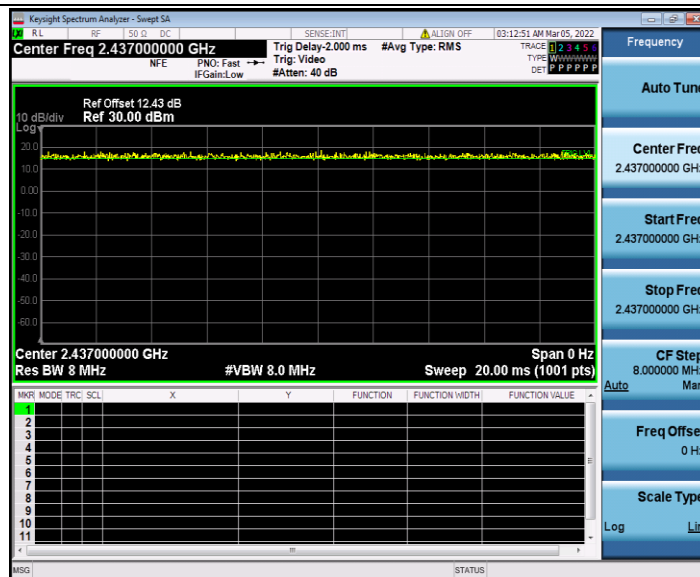 Keysight Spectrum Analyzer - Swept SA
RL RF 50 Ω DC SENSE:INT ALIGN OFF 03:12:51 AM Mar 05, 2022
Center Freq 2.437000000 GHz
NFE PNO: Fast IFGain:Low
Trig Delay-2.000 ms #Avg Type: RMS
Trig: Video
#Atten: 40 dB
TRACE 1 2 3 4 5 6
TYPE WWWWWW
DET P P P P P P
Ref Offset 12.43 dB
10 dB/div Ref 30.00 dBm
Log
20.0
10.0
0.00
-10.0
-20.0
-30.0
-40.0
-50.0
-60.0
Center 2.437000000 GHz Span 0 Hz
Res BW 8 MHz #VBW 8.0 MHz Sweep 20.00 ms (1001 pts)
MKR MODE TRC SCL X Y FUNCTION FUNCTION WIDTH FUNCTION VALUE
1
2
3
4
5
6
7
8
9
10
11
MSG STATUS
Frequency
Auto Tune
Center Freq
2.437000000 GHz
Start Freq
2.437000000 GHz
Stop Freq
2.437000000 GHz
CF Step
8.000000 MHz
Auto Man
Freq Offset
0 Hz
Scale Type
Log Lin